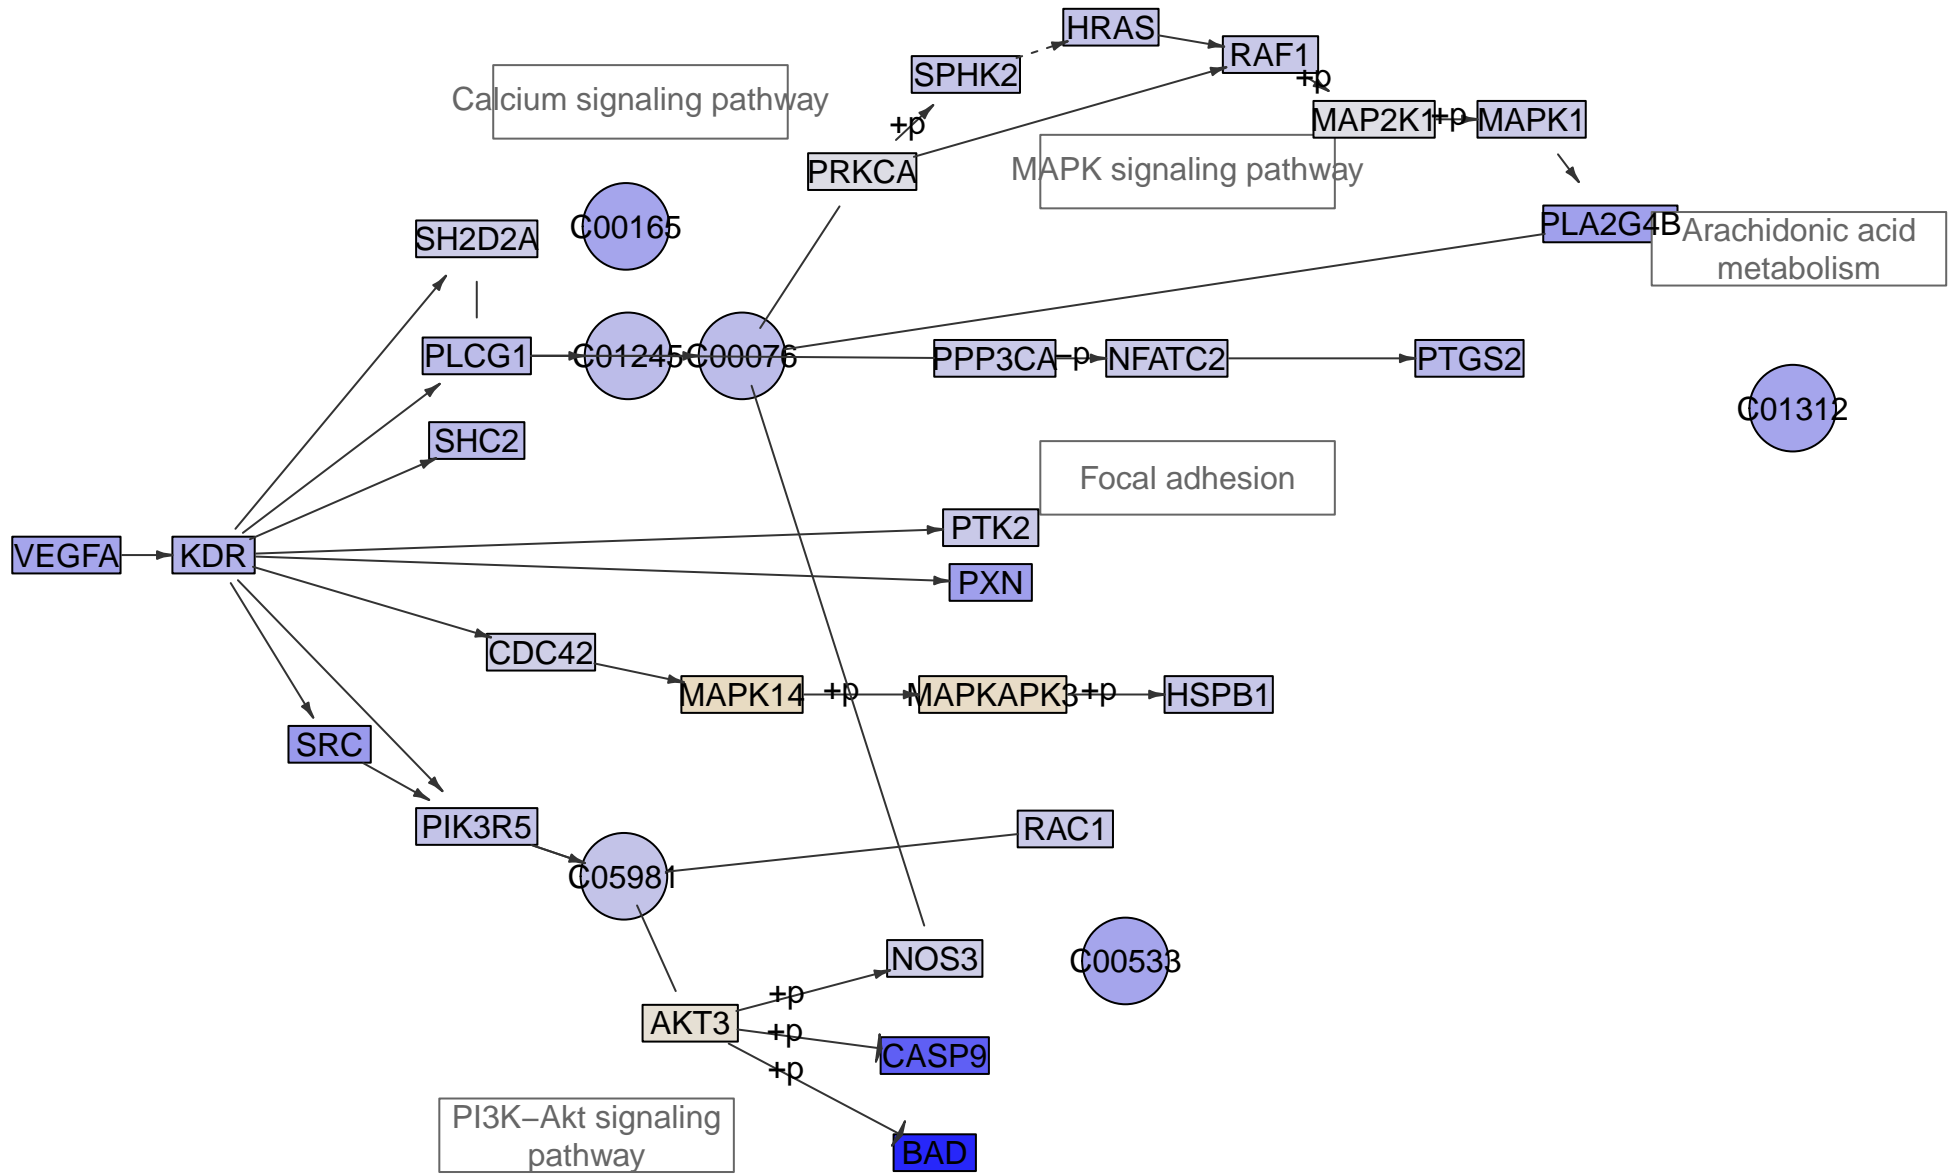 HRAS
RAF1
SPHK2
+p
Calcium signaling pathway
MAP2K1
+p
MAPK1
+p
PRKCA
MAPK signaling pathway
C00165
SH2D2A
PLA2G4B
Arachidonic acid
metabolism
PLCG1
C01245
C00076
PPP3CA
−p
NFATC2
PTGS2
C01312
SHC2
Focal adhesion
PTK2
VEGFA
KDR
PXN
CDC42
MAPK14
+p
MAPKAPK3
+p
HSPB1
SRC
PIK3R5
RAC1
C05981
NOS3
C00533
+p
AKT3
+p
CASP9
+p
PI3K−Akt signaling
pathway
BAD